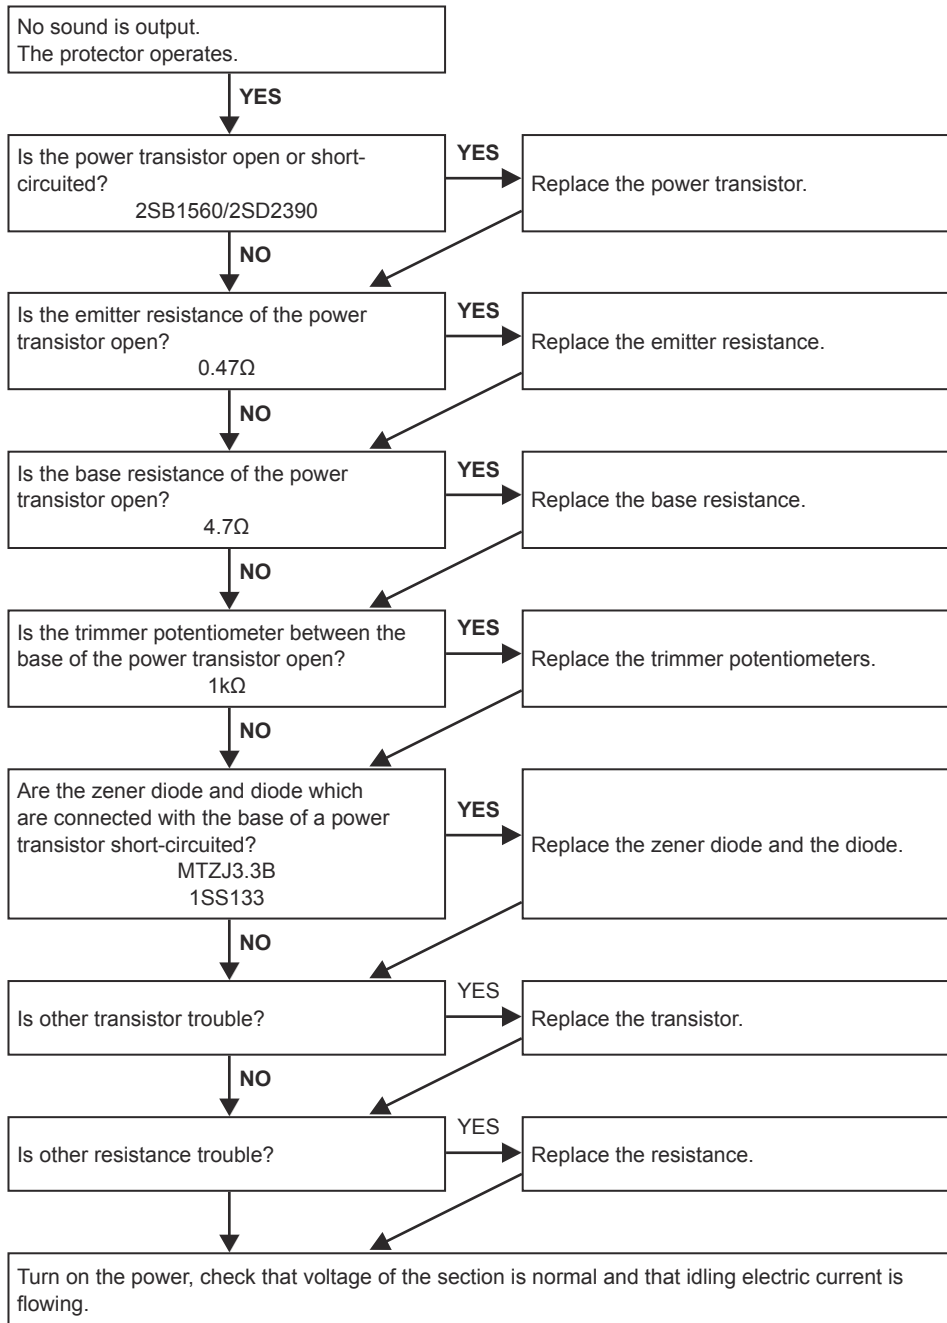 No sound is output.
The protector operates.
YES
Is the power transistor open or short-
circuited?
2SB1560/2SD2390
YES
Replace the power transistor.
NO
Is the emitter resistance of the power
transistor open?
0.47Ω
YES
Replace the emitter resistance.
NO
Is the base resistance of the power
transistor open?
4.7Ω
YES
Replace the base resistance.
NO
Is the trimmer potentiometer between the
base of the power transistor open?
1kΩ
YES
Replace the trimmer potentiometers.
NO
Are the zener diode and diode which
are connected with the base of a power
transistor short-circuited?
MTZJ3.3B
1SS133
YES
Replace the zener diode and the diode.
NO
Is other transistor trouble?
YES
Replace the transistor.
NO
Is other resistance trouble?
YES
Replace the resistance.
Turn on the power, check that voltage of the section is normal and that idling electric current is
flowing.